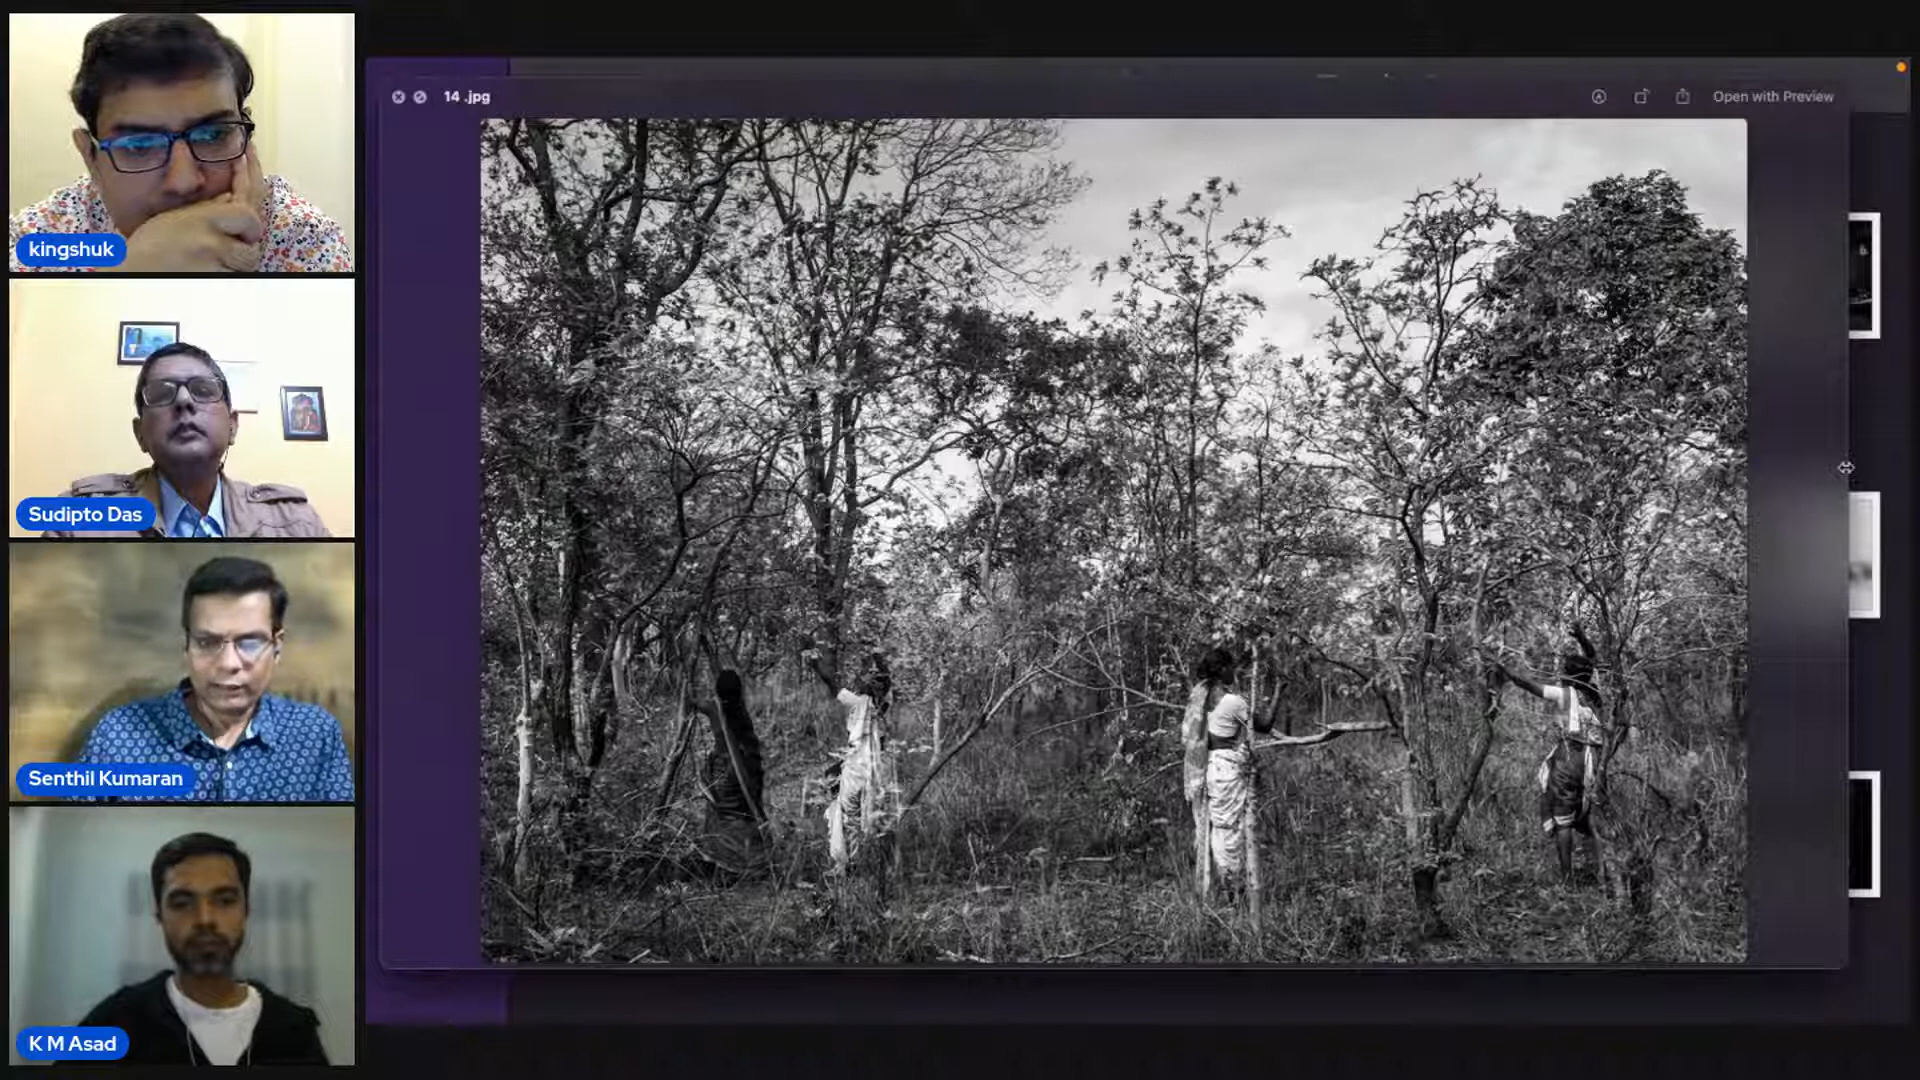 kingshuk
Sudipto Das
Senthil Kumaran
K M Asad
14 .jpg
Open with Preview